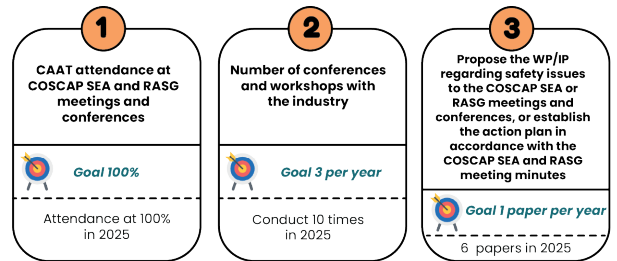 1
CAAT attendance at
COSCAP SEA and RASG
meetings and
conferences
Goal 100%
Attendance at 100%
in 2025
2
Number of conferences
and workshops with
the industry
Goal 3 per year
Conduct 10 times
in 2025
3
Propose the WP/IP
regarding safety issues
to the COSCAP SEA or
RASG meetings and
conferences, or establish
the action plan in
accordance with the
COSCAP SEA and RASG
meeting minutes
Goal 1 paper per year
6 papers in 2025